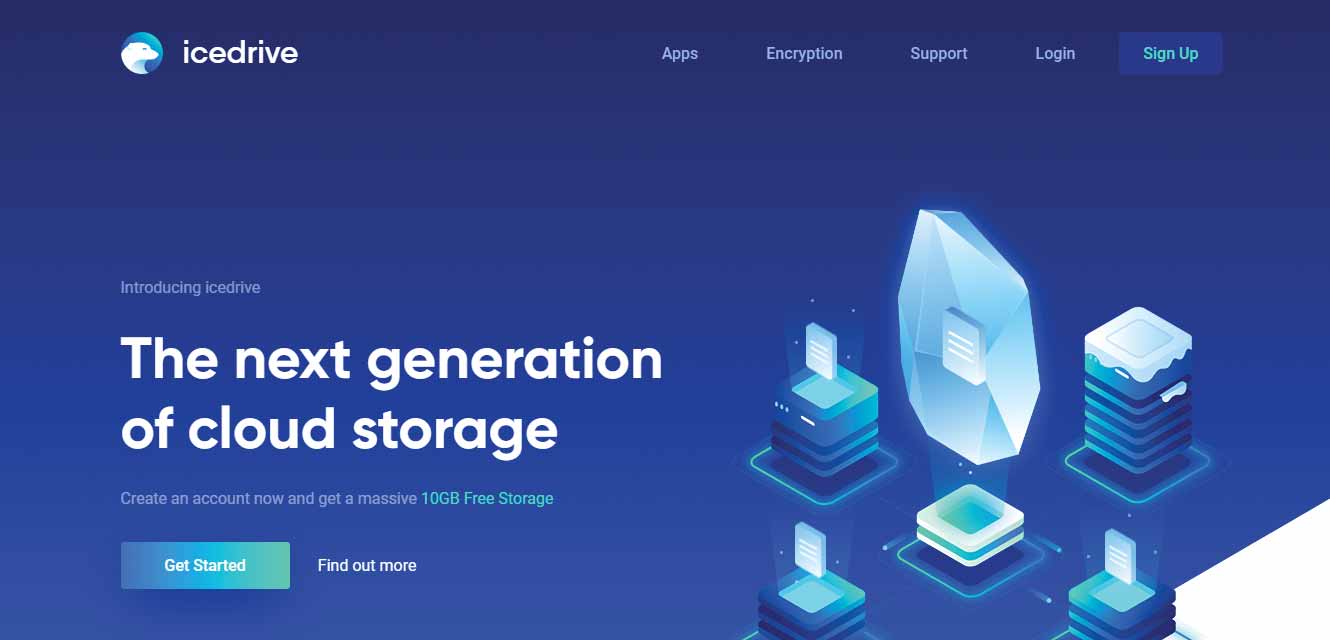 icedrive
Apps
Encryption
Support
Login
Sign Up
Introducing icedrive
The next generation
of cloud storage
Create an account now and get a massive 10GB Free Storage
Get Started
Find out more